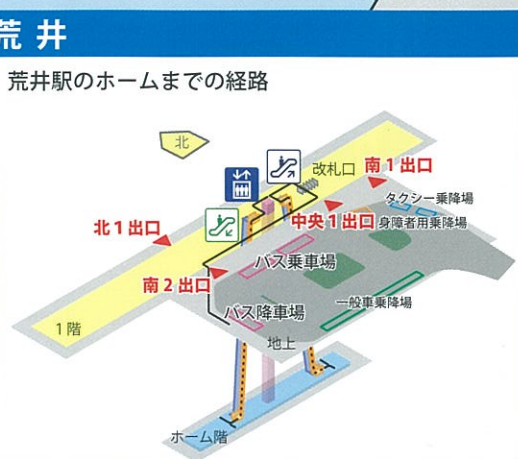 荒井
荒井駅のホームまでの経路
北
改札口
南1出口
タクシー乗降場
身障者用乗降場
中央1出口
北1出口
バス乗車場
南2出口
一般車乗降場
バス降車場
1階
地上
ホーム階